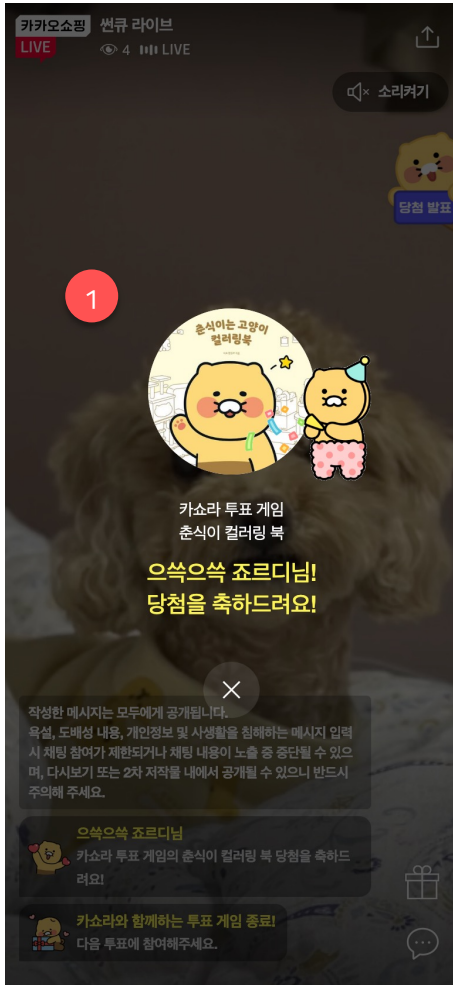 카카오쇼핑 썬큐 라이브
LIVE 4 LIVE
소리켜기
당첨 발표
1
춘식이는 고양이
컬러링북
카쇼라 투표 게임
춘식이 컬러링 북
으쓱으쓱 죠르디님!
당첨을 축하드려요!
작성한 메시지는 모두에게 공개됩니다.
욕설, 도배성 내용, 개인정보 및 사생활을 침해하는 메시지 입력
시 채팅 참여가 제한되거나 채팅 내용이 노출 중 중단될 수 있으
며, 다시보기 또는 2차 저작물 내에서 공개될 수 있으니 반드시
주의해 주세요.
으쓱으쓱 죠르디님
카쇼라 투표 게임의 춘식이 컬러링 북 당첨을 축하드
려요!
카쇼라와 함께하는 투표 게임 종료!
다음 투표에 참여해주세요.